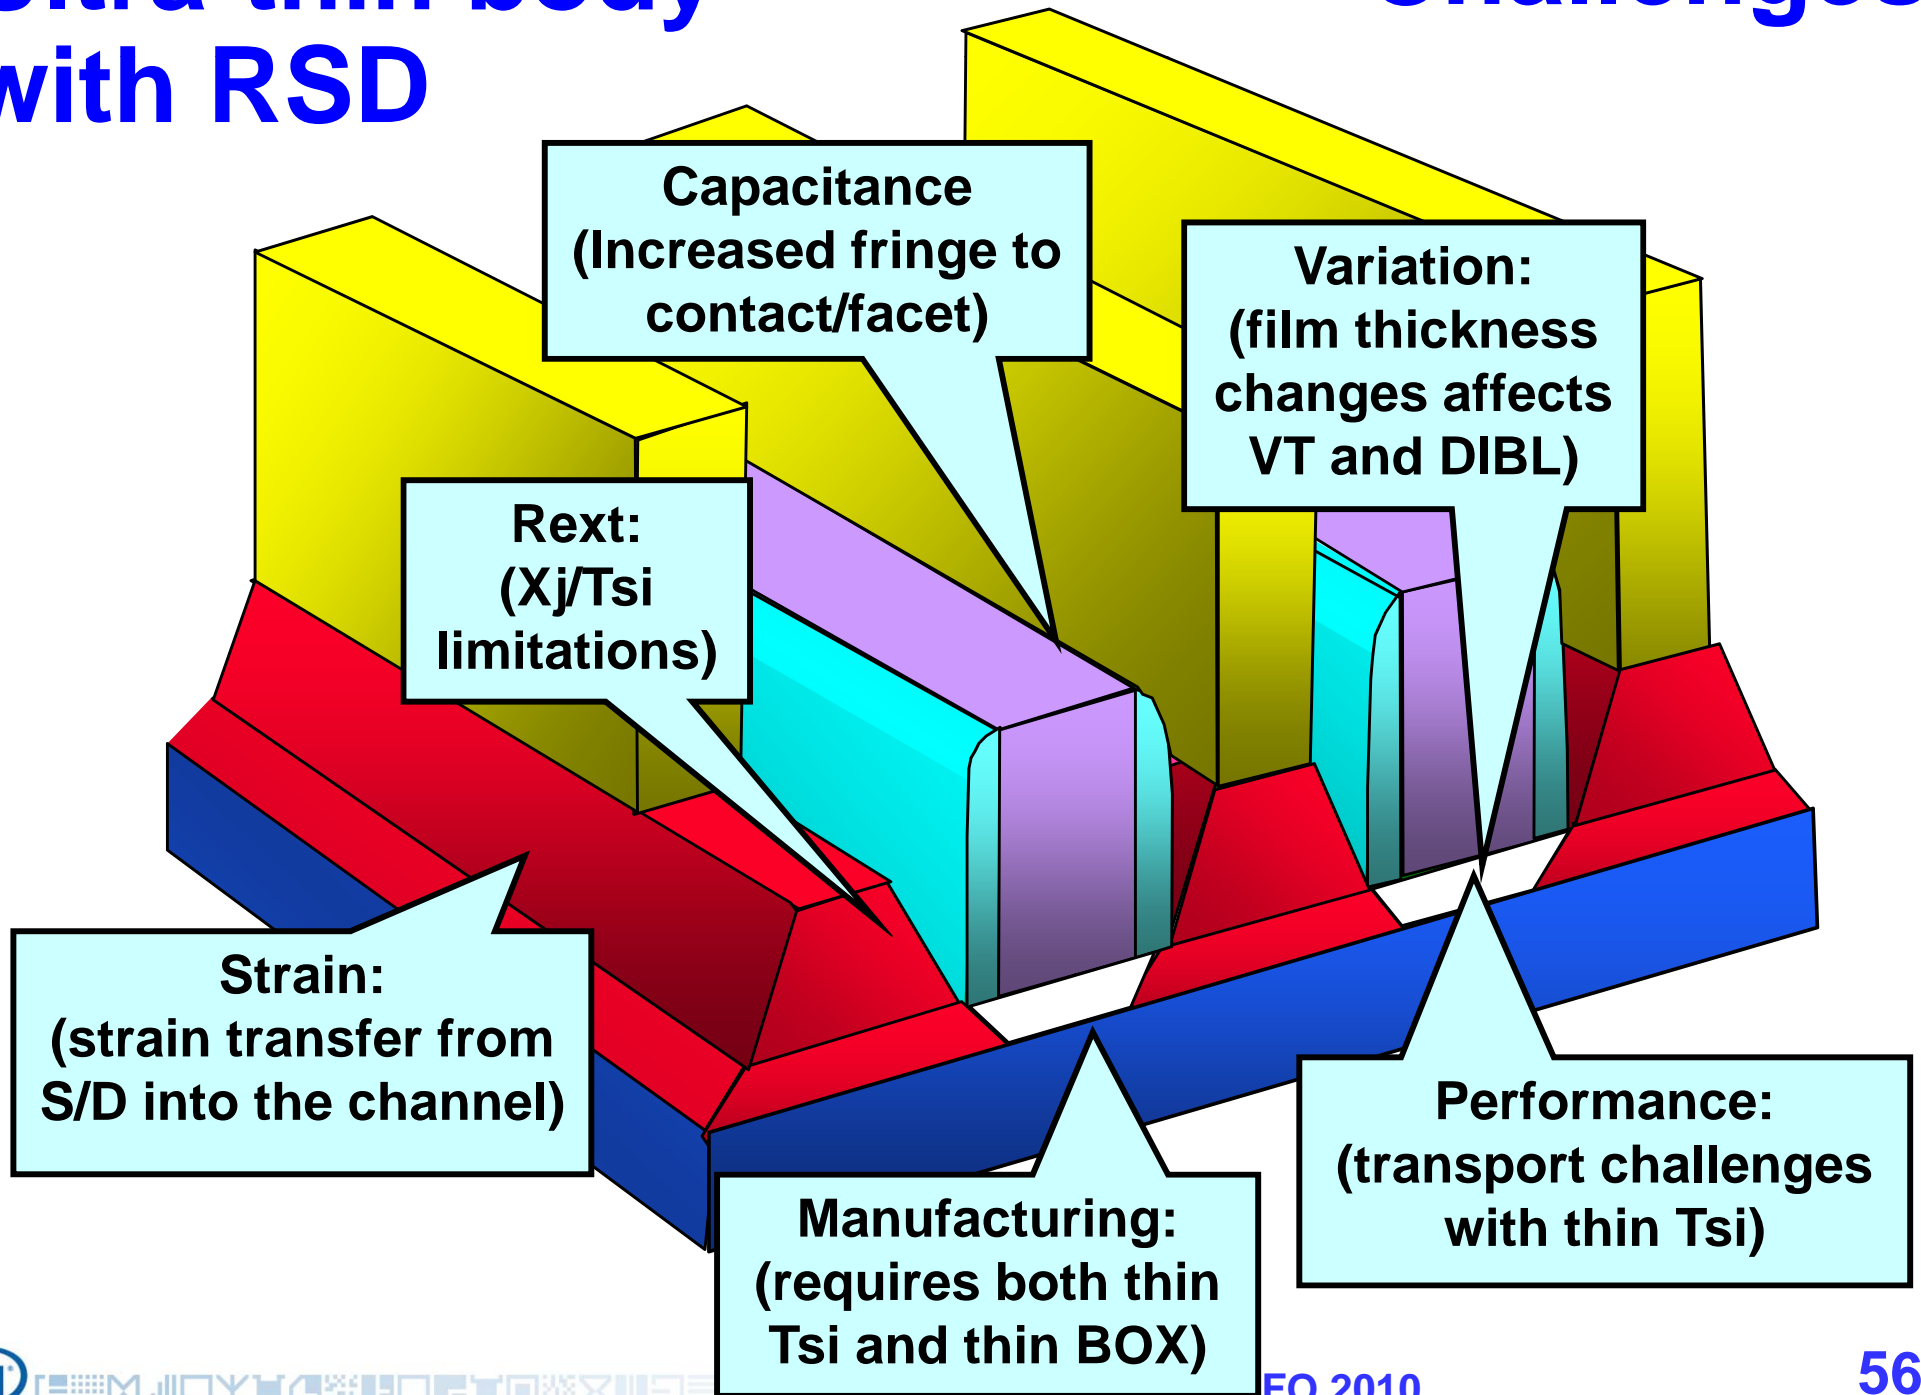 with RSD
Capacitance
(Increased fringe to
contact/facet)
Variation:
(film thickness
changes affects
VT and DIBL)
Rext:
(Xj/Tsi
limitations)
Strain:
(strain transfer from
S/D into the channel)
Performance:
(transport challenges
with thin Tsi)
Manufacturing:
(requires both thin
Tsi and thin BOX)
2010
56